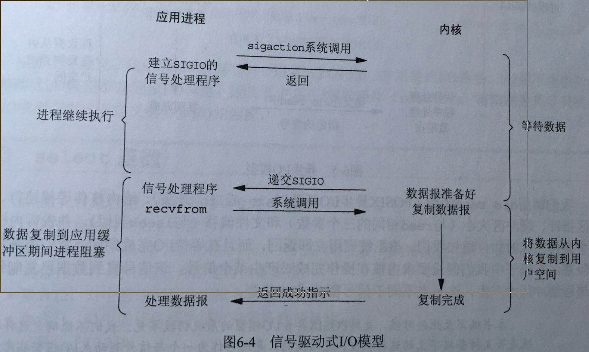 应用进程
内核
sigaction系统调用
建立SIGIO的
信号处理程序
返回
进程继续执行
等待数据
递交SIGIO
信号处理程序
数据报准备好
recvfrom
系统调用
复制数据报
数据复制到应用缓
冲区期间进程阻塞
将数据从内
核复制到用
户空间
返回成功指示
处理数据报
复制完成
图6-4 信号驱动式I/O模型